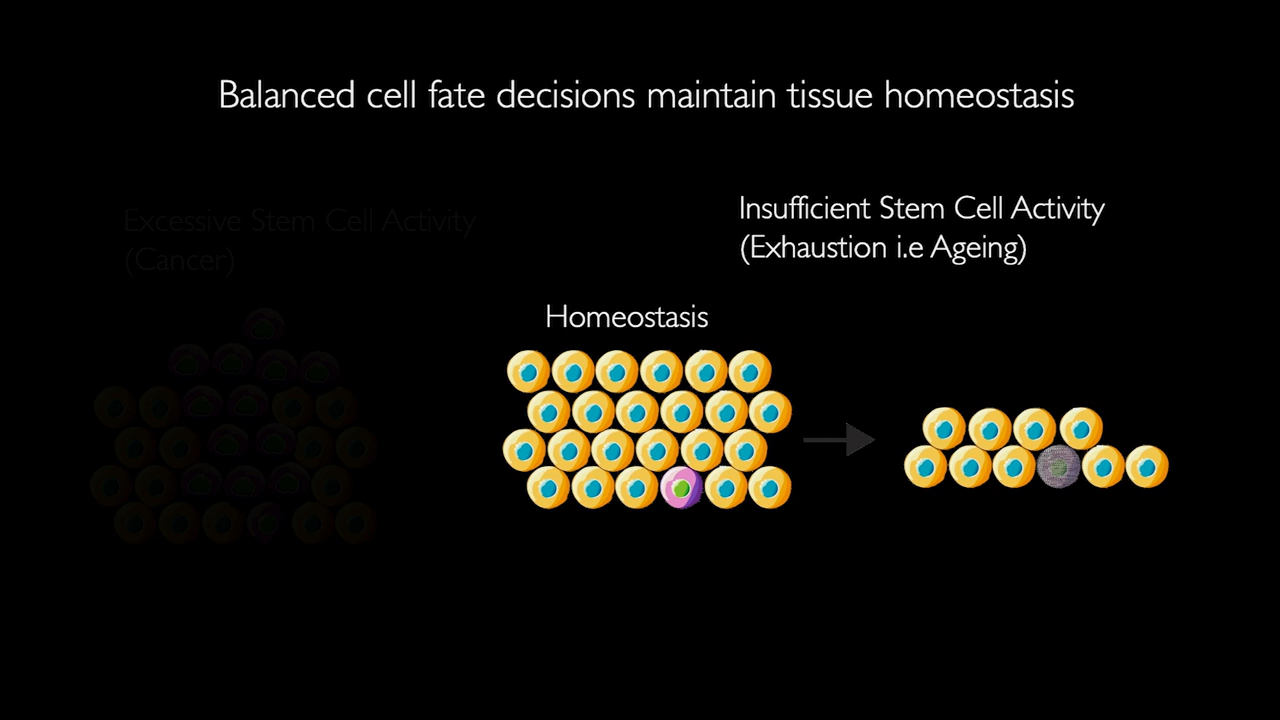 Balanced cell fate decisions maintain tissue homeostasis
Excessive Stem Cell Activity
(Cancer)
Insufficient Stem Cell Activity
(Exhaustion i.e Ageing)
Homeostasis